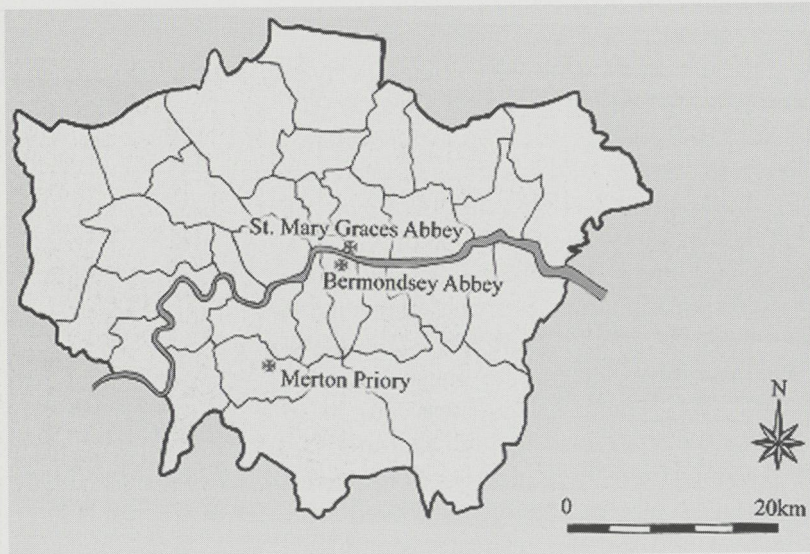 St. Mary Graces Abbey
Bermondsey Abbey
Merton Priory
N
0 20km